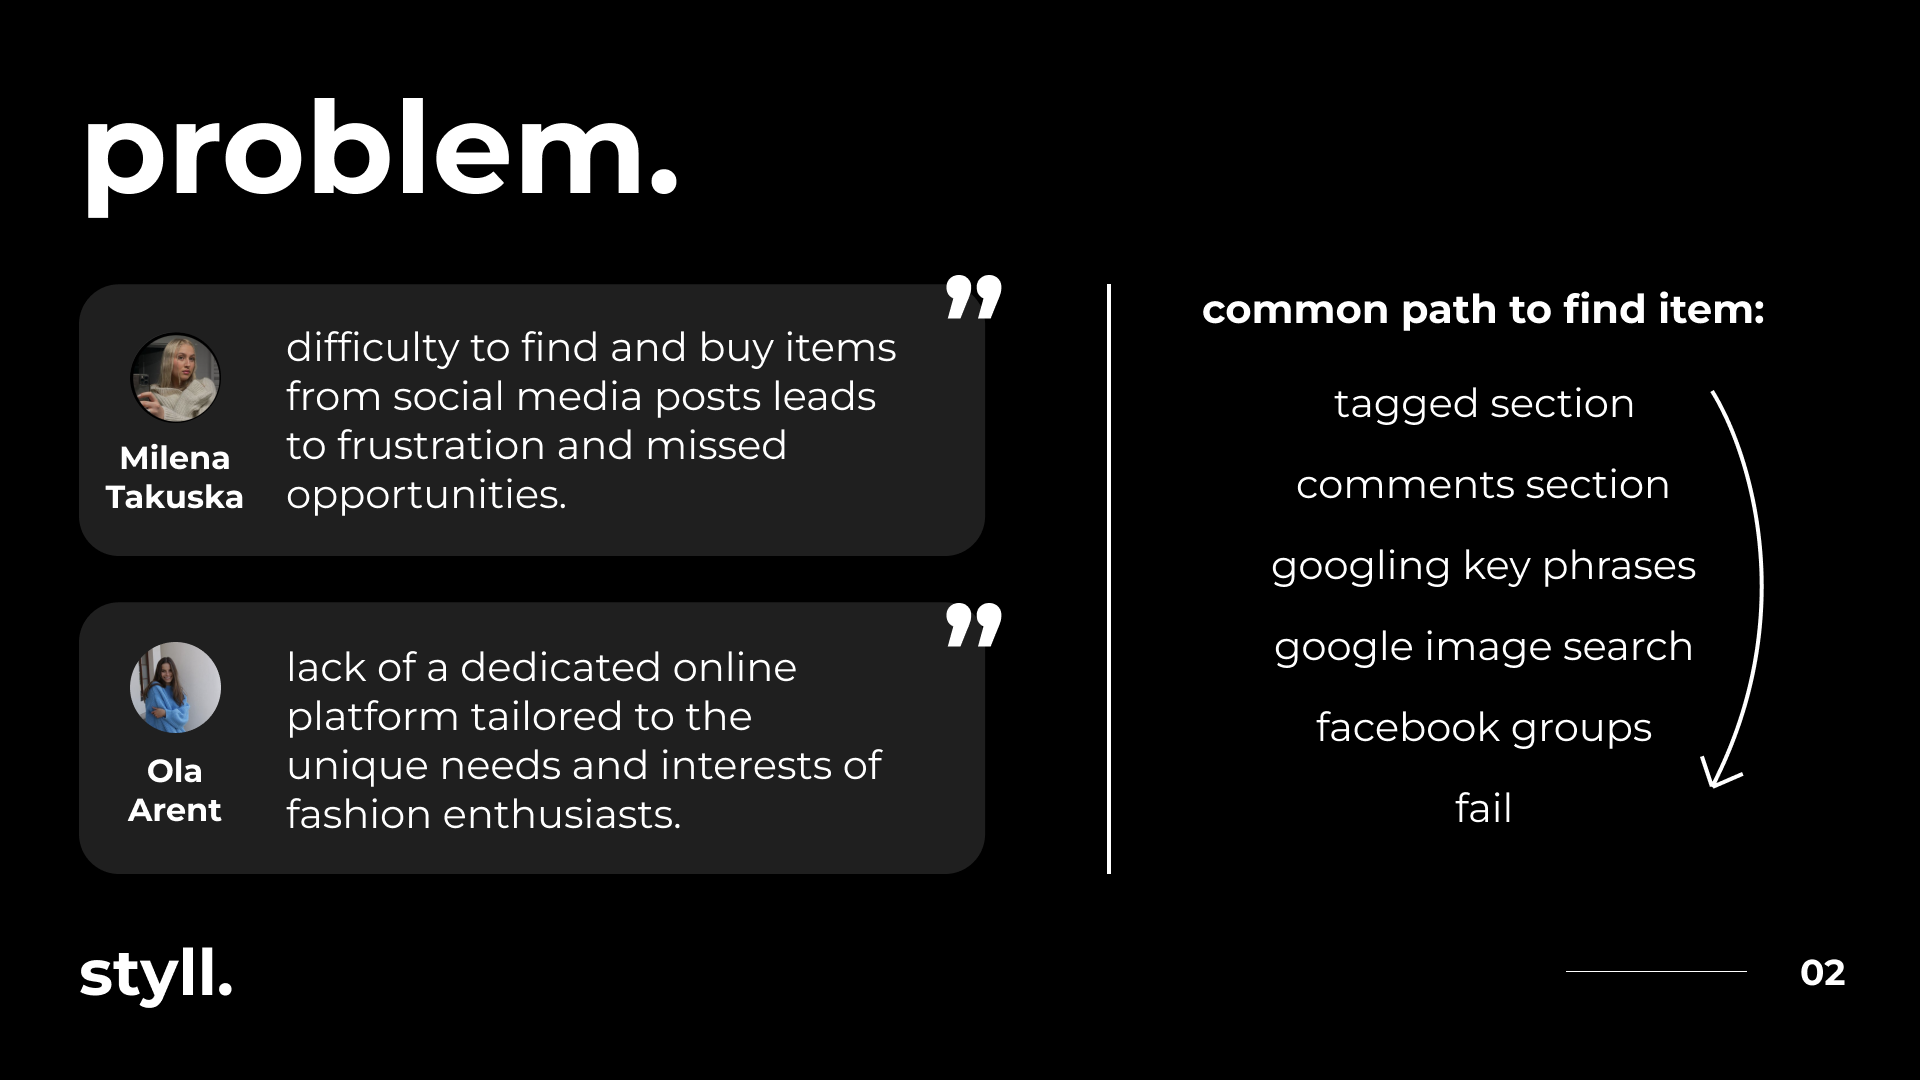 problem.
”
difficulty to find and buy items
from social media posts leads
to frustration and missed
opportunities.
Milena
Takuska
”
lack of a dedicated online
platform tailored to the
unique needs and interests of
fashion enthusiasts.
Ola
Arent
common path to find item:
tagged section
comments section
googling key phrases
google image search
facebook groups
fail
styll.
02